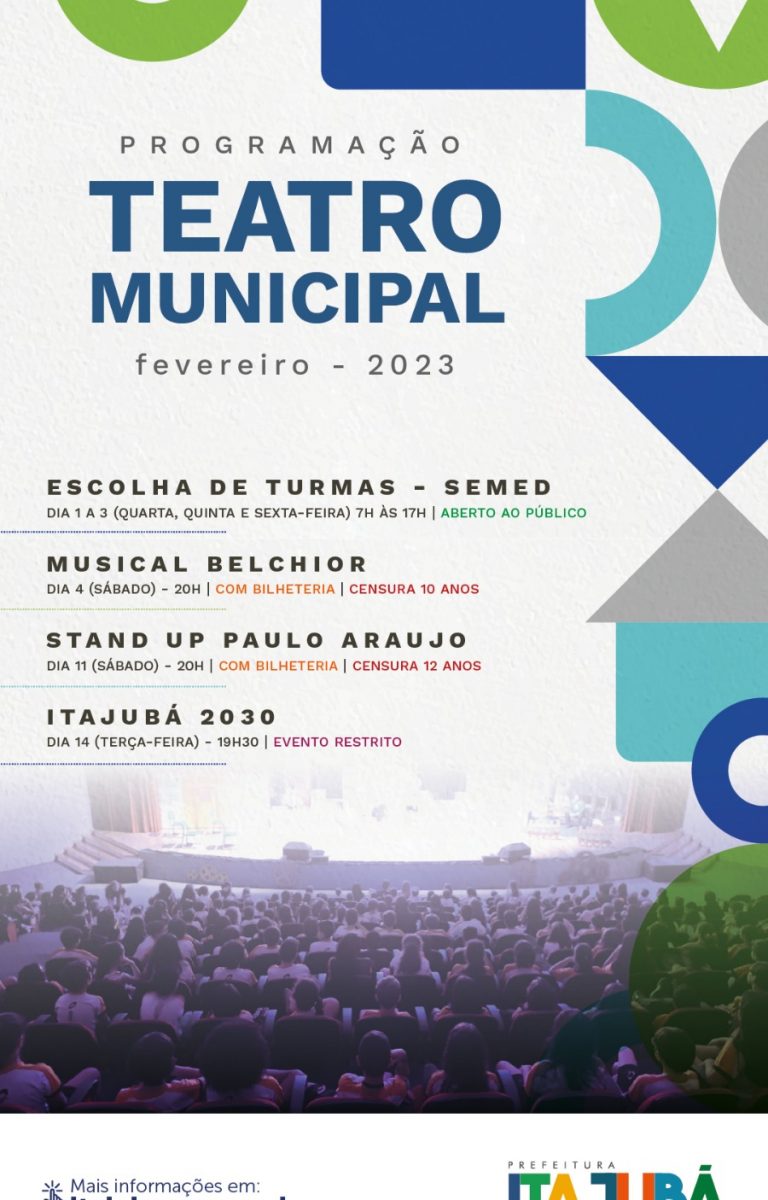 PROGRAMAÇÃO
TEATRO
MUNICIPAL
fevereiro - 2023
ESCOLHA DE TURMAS - SEMED
DIA 1 A 3 (QUARTA, QUINTA E SEXTA-FEIRA) 7H ÀS 17H | ABERTO AO PÚBLICO
MUSICAL BELCHIOR
DIA 4 (SÁBADO) - 20H | COM BILHETERIA | CENSURA 10 ANOS
STAND UP PAULO ARAUJO
DIA 11 (SÁBADO) - 20H | COM BILHETERIA | CENSURA 12 ANOS
ITAJUBÁ 2030
DIA 14 (TERÇA-FEIRA) - 19H30 | EVENTO RESTRITO
Mais informações em:
PREFEITURA
ITAJUBÁ